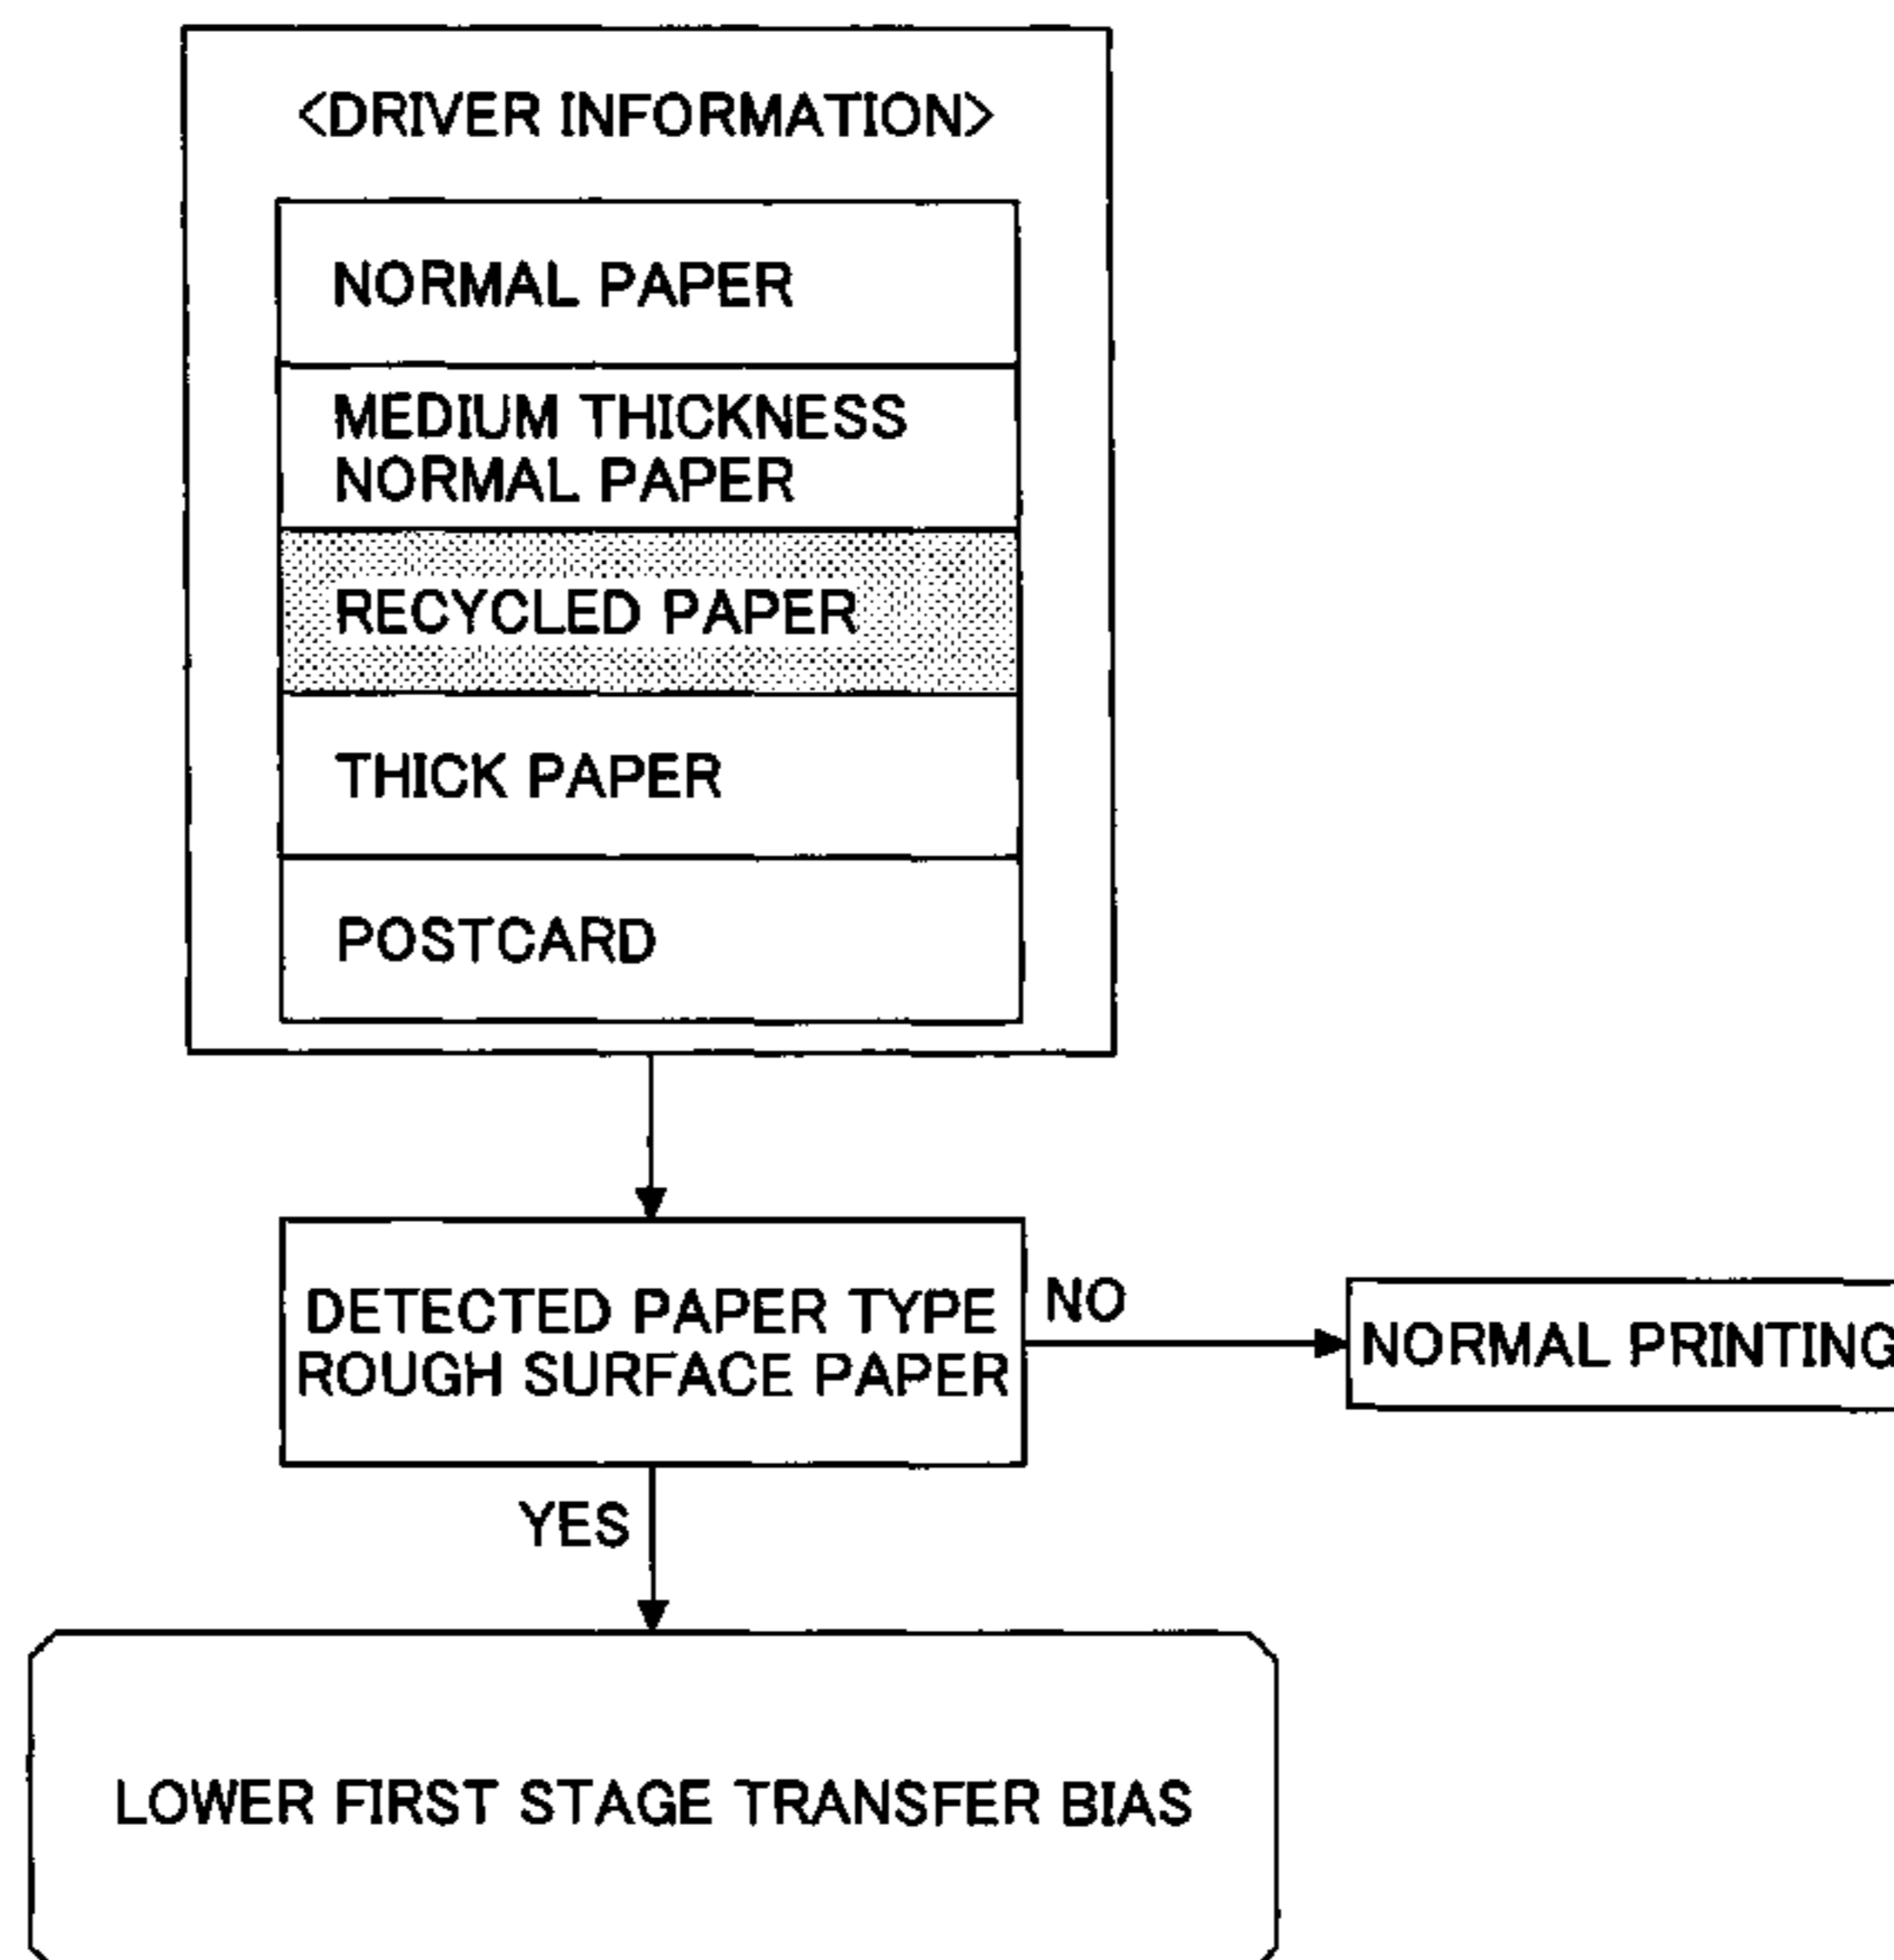 <DRIVER INFORMATION>
NORMAL PAPER
MEDIUM THICKNESS
NORMAL PAPER
RECYCLED PAPER
THICK PAPER
POSTCARD
DETECTED PAPER TYPE
ROUGH SURFACE PAPER
NO
NORMAL PRINTING
YES
LOWER FIRST STAGE TRANSFER BIAS